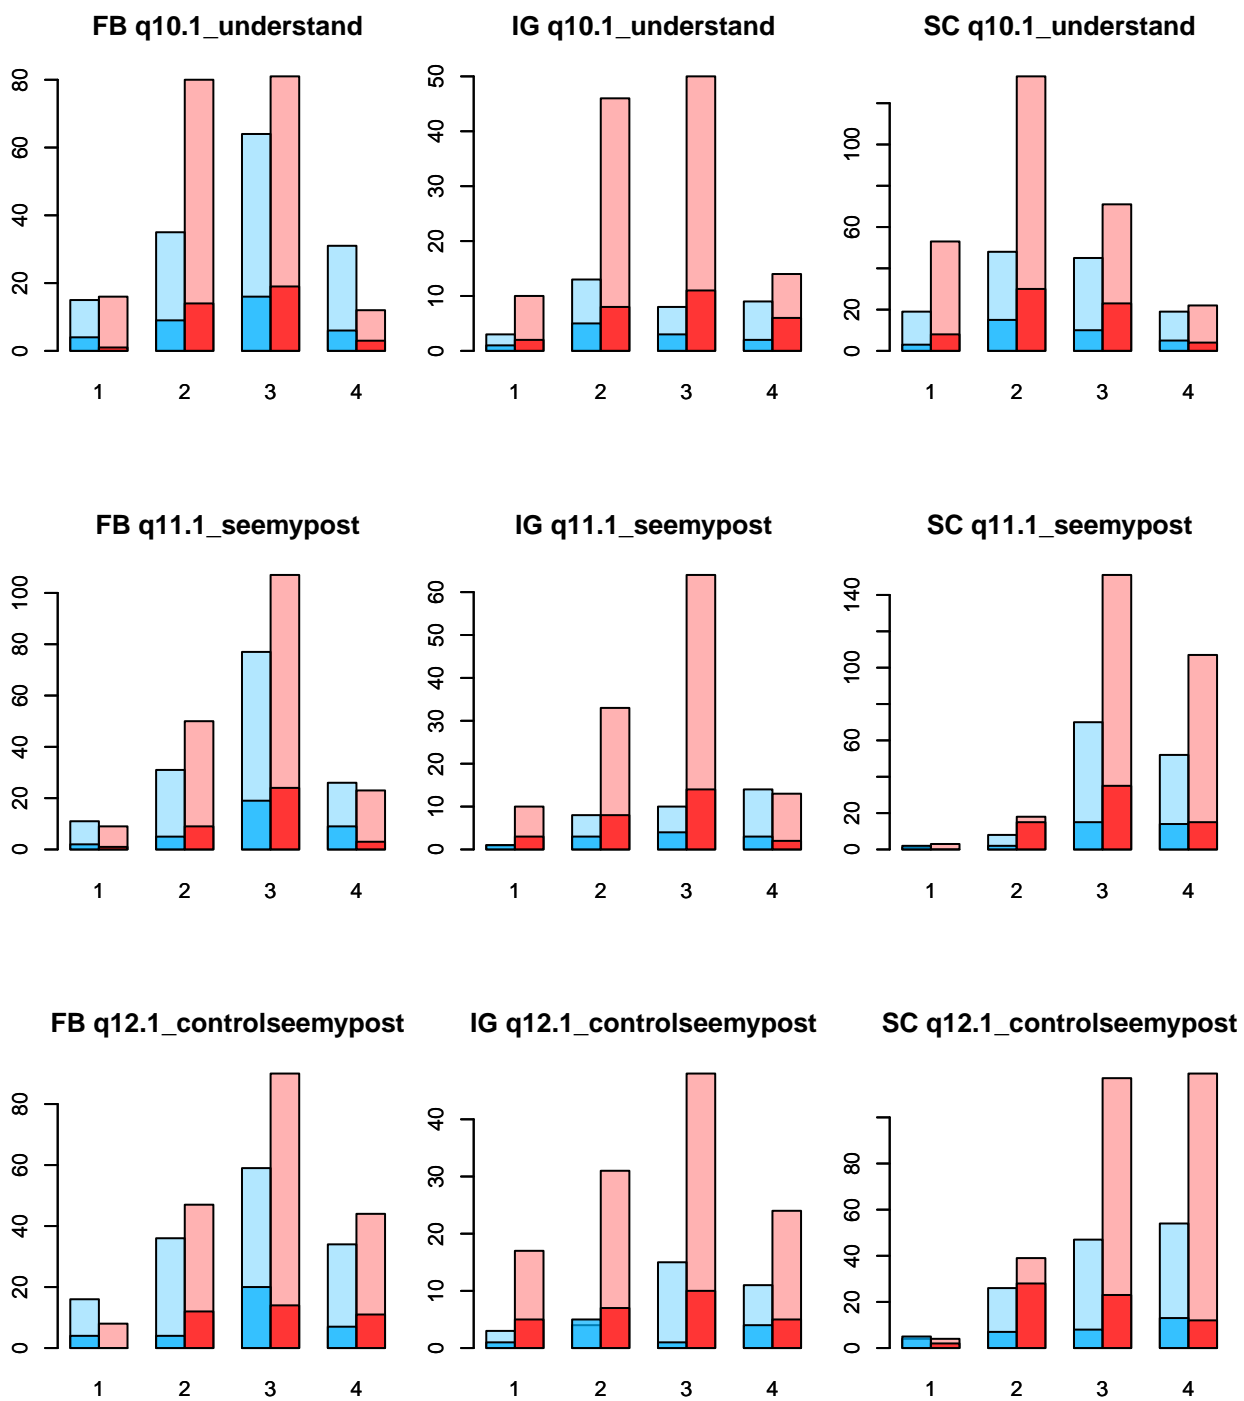 FB q10.1_understand
IG q10.1_understand
SC q10.1_understand
0 20 40 60 80
0 10 20 30 40 50
0 20 60 100
1 2 3 4
1 2 3 4
1 2 3 4
FB q11.1_seemypost
IG q11.1_seemypost
SC q11.1_seemypost
0 20 40 60 80 100
0 10 20 30 40 50 60
0 20 60 100 140
1 2 3 4
1 2 3 4
1 2 3 4
FB q12.1_controlseemypost
IG q12.1_controlseemypost
SC q12.1_controlseemypost
0 20 40 60 80
0 10 20 30 40
0 20 40 60 80
1 2 3 4
1 2 3 4
1 2 3 4